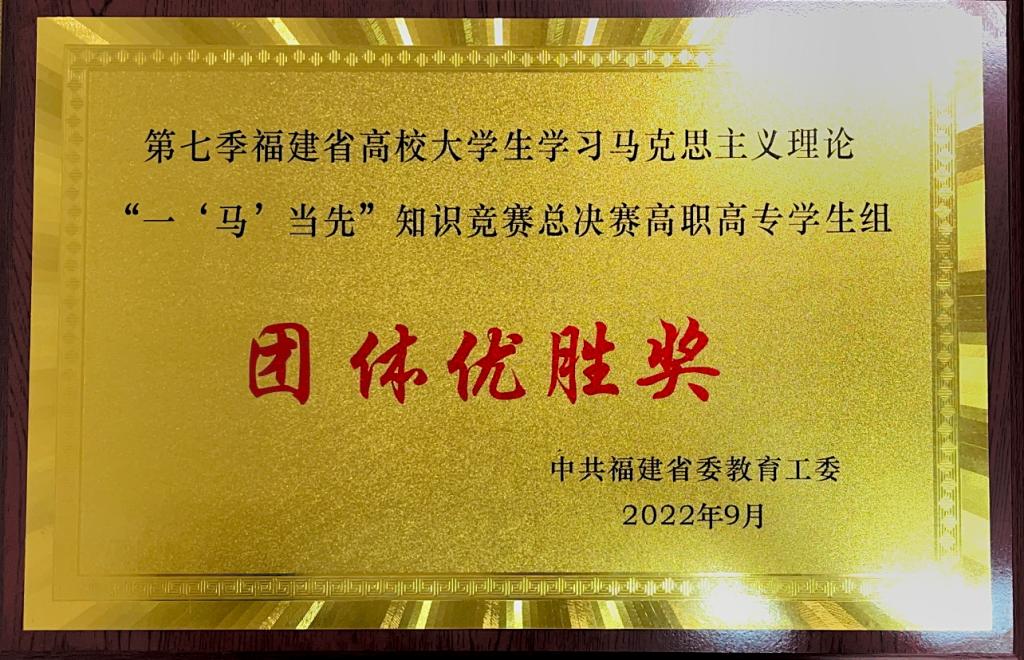 第七季福建省高校大学生学习马克思主义理论
“一‘马’当先”知识竞赛总决赛高职高专学生组
团体优胜奖
中共福建省委教育工委
2022年9月